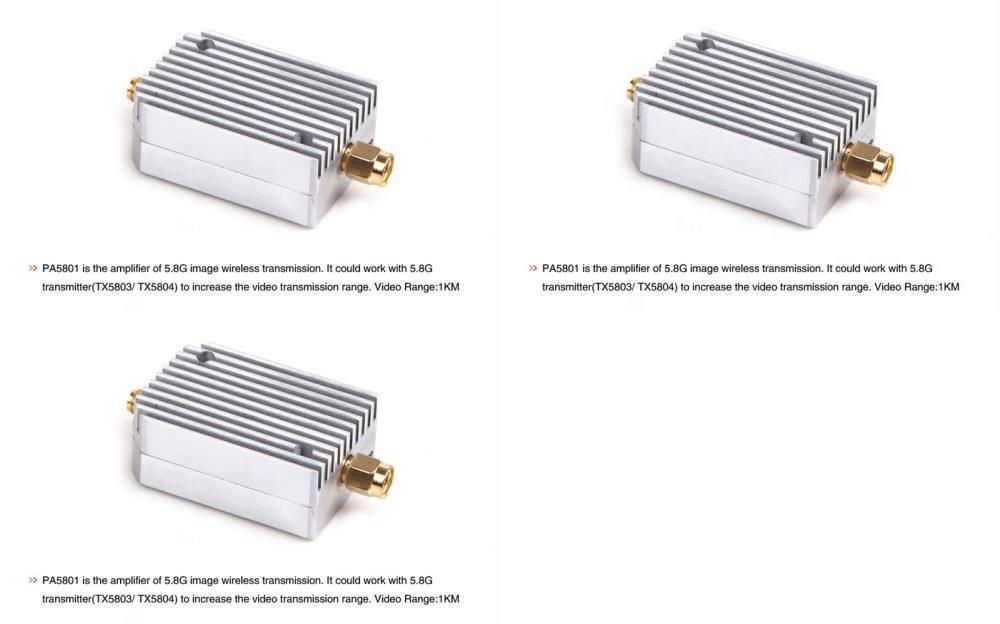 » PA5801 is the amplifier of 5.8G image wireless transmission. It could work with 5.8G
transmitter(TX5803/ TX5804) to increase the video transmission range. Video Range:1KM
» PA5801 is the amplifier of 5.8G image wireless transmission. It could work with 5.8G
transmitter(TX5803/ TX5804) to increase the video transmission range. Video Range:1KM
» PA5801 is the amplifier of 5.8G image wireless transmission. It could work with 5.8G
transmitter(TX5803/ TX5804) to increase the video transmission range. Video Range:1KM